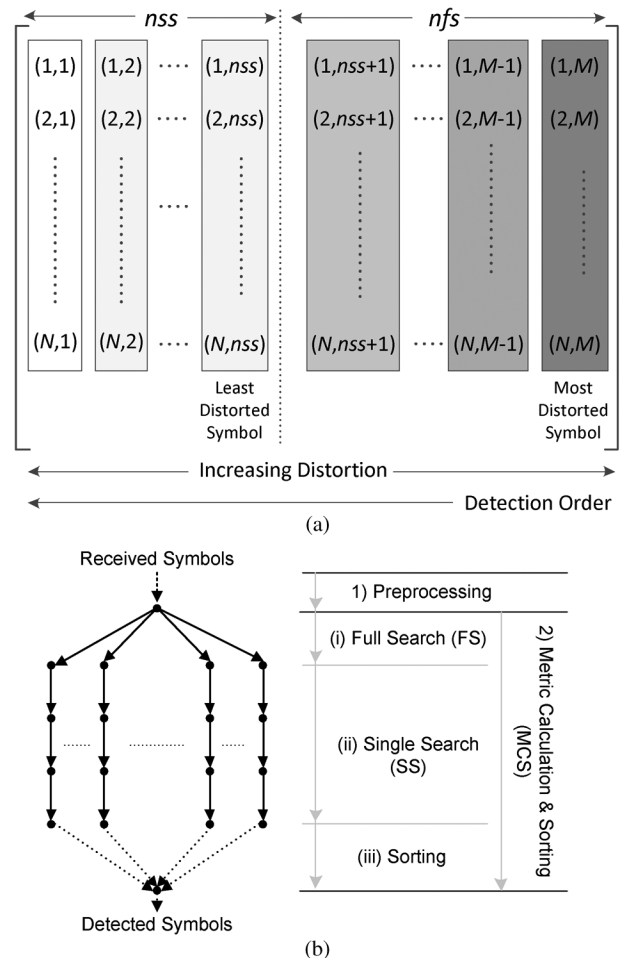 nss nfs
(1,1) (1,2) (1,nss) (1,nss+1) (1,M-1) (1,M)
(2,1) (2,2) (2,nss) (2,nss+1) (2,M-1) (2,M)
(N,1) (N,2) (N,nss) (N,nss+1) (N,M-1) (N,M)
Least
Distorted
Symbol
Most
Distorted
Symbol
Increasing Distortion
Detection Order
(a)
Received Symbols
1) Preprocessing
(i) Full Search (FS)
(ii) Single Search
(SS)
(iii) Sorting
2) Metric Calculation & Sorting
(MCS)
Detected Symbols
(b)